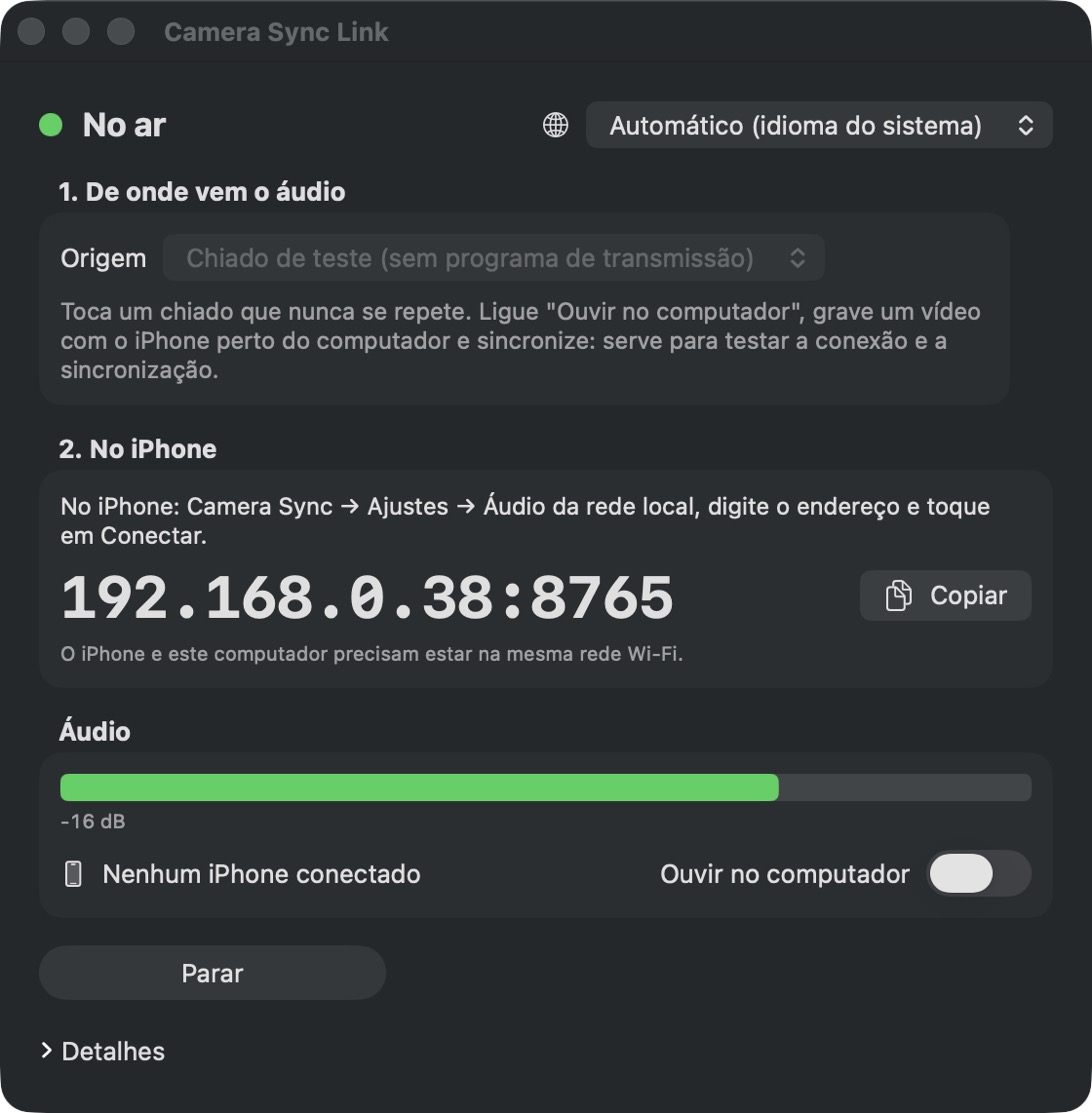 Camera Sync Link
No ar
Automático (idioma do sistema)
1. De onde vem o áudio
Origem
Chiado de teste (sem programa de transmissão)
Toca um chiado que nunca se repete. Ligue "Ouvir no computador", grave um vídeo
com o iPhone perto do computador e sincronize: serve para testar a conexão e a
sincronização.
2. No iPhone
No iPhone: Camera Sync → Ajustes → Áudio da rede local, digite o endereço e toque
em Conectar.
192.168.0.38:8765
Copiar
O iPhone e este computador precisam estar na mesma rede Wi-Fi.
Áudio
-16 dB
Nenhum iPhone conectado
Ouvir no computador
Parar
Detalhes